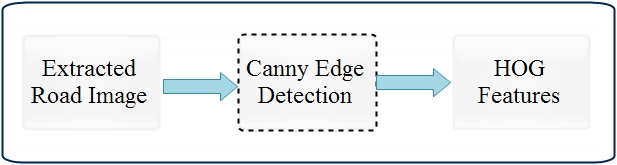 Extracted
Road Image
Canny Edge
Detection
HOG
Features